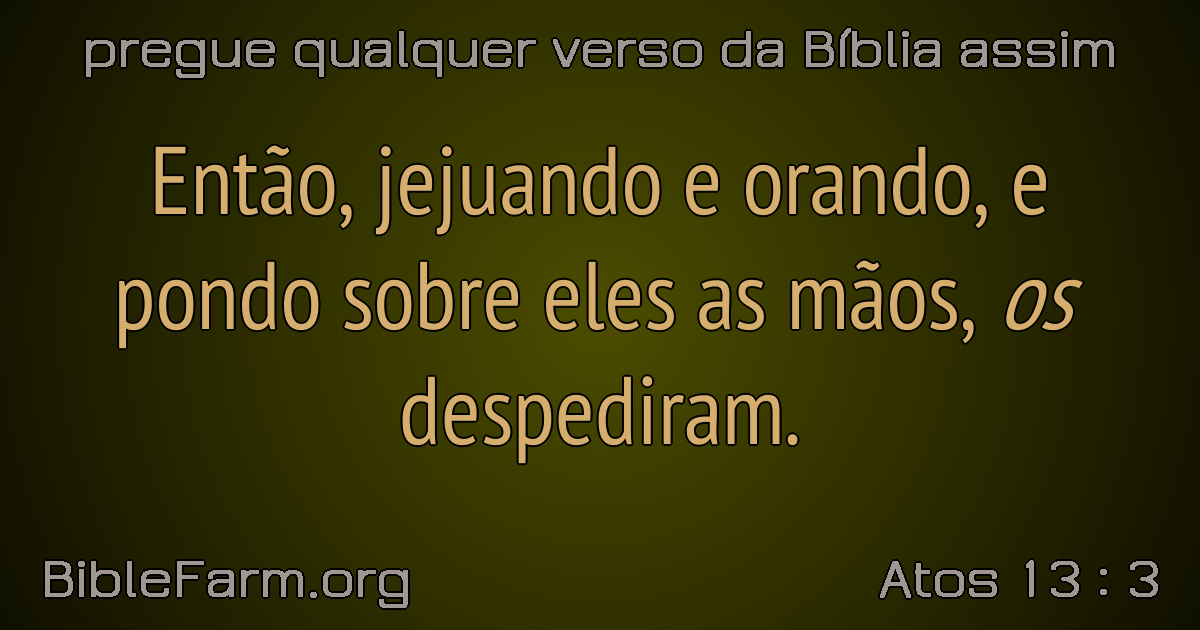 pregue qualquer verso da Bíblia assim
Então, jejuando e orando, e
pondo sobre eles as mãos, os
despediram.
BibleFarm.org
Atos 13 : 3